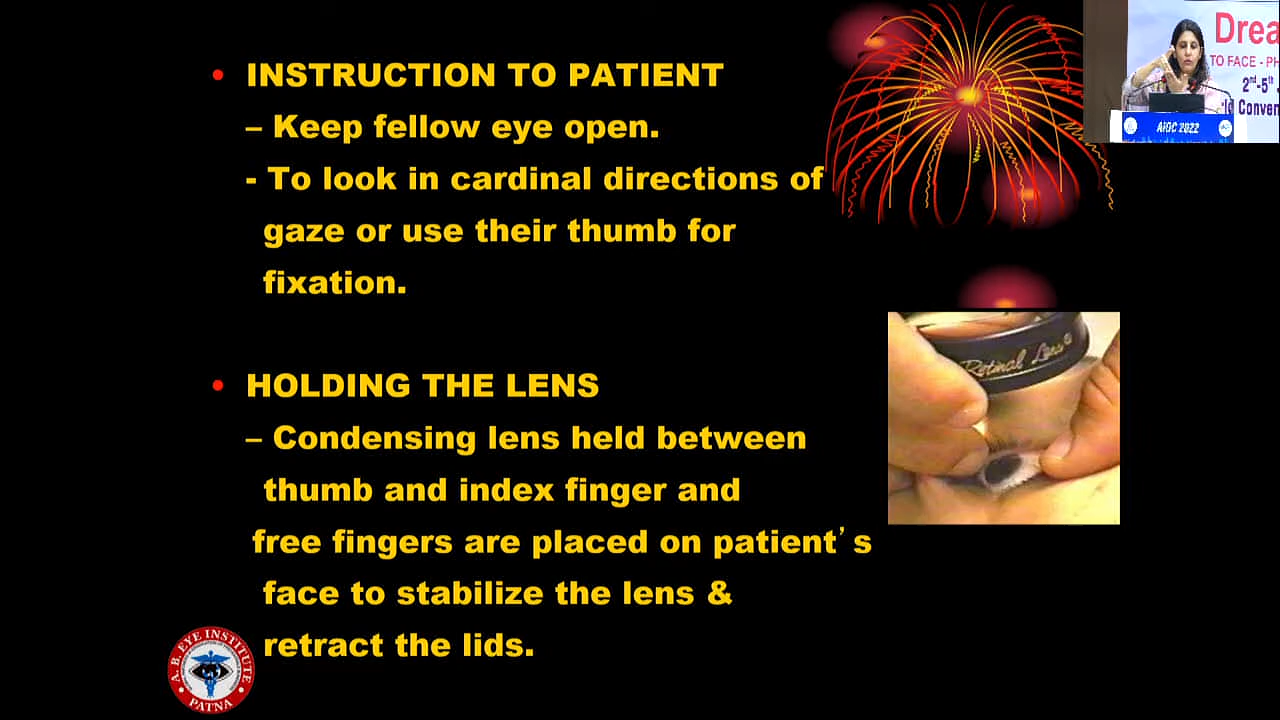 • INSTRUCTION TO PATIENT
– Keep fellow eye open.
- To look in cardinal directions of
gaze or use their thumb for
fixation.
• HOLDING THE LENS
– Condensing lens held between
thumb and index finger and
free fingers are placed on patient’s
face to stabilize the lens &
retract the lids.
Drea
TO FACE - PH
2nd-5th
ld Conven
AIOC 2022
Retinal Lens
A. B. EYE INSTITUTE
PATNA